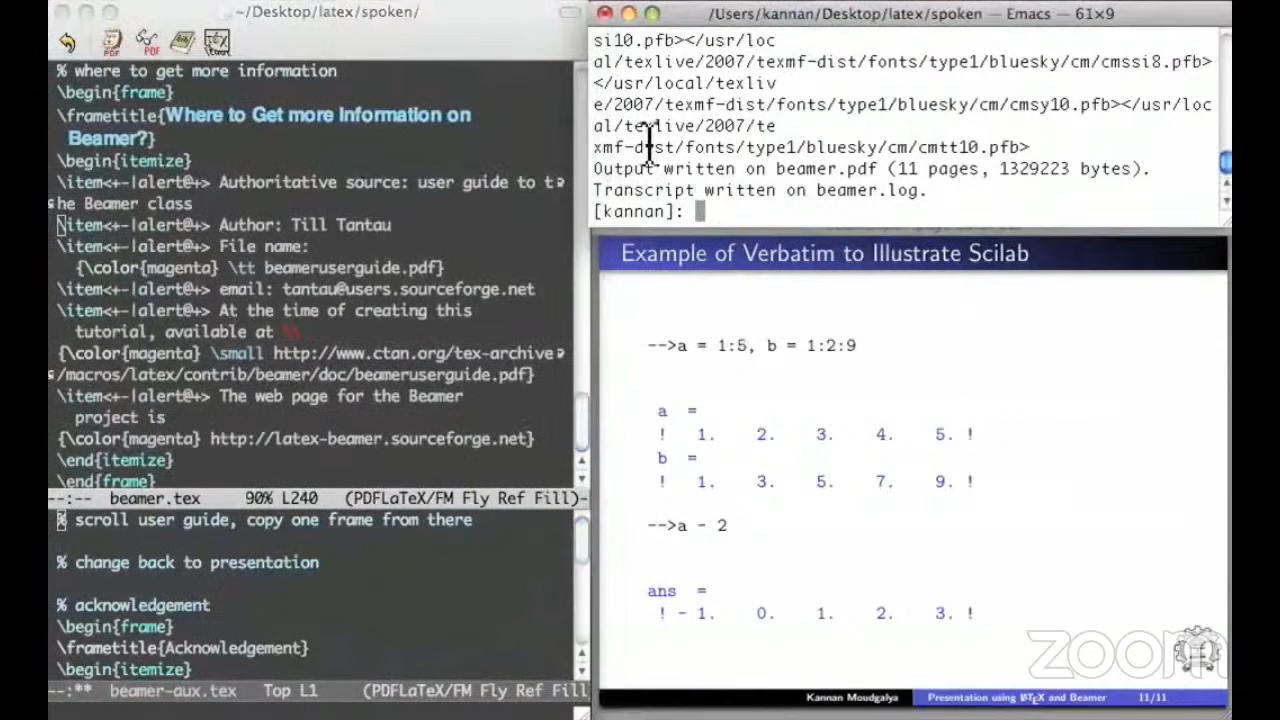 ~/Desktop/latex/spoken/
% where to get more information
\begin{frame}
\frametitle{Where to Get more Information on
Beamer?}
\begin{itemize}
\item<+-|alert@+> Authoritative source: user guide to t
he Beamer class
\item<+-|alert@+> Author: Till Tantau
\item<+-|alert@+> File name:
{\color{magenta} \tt beameruserguide.pdf}
\item<+-|alert@+> email: tantau@users.sourceforge.net
\item<+-|alert@+> At the time of creating this
tutorial, available at \\
{\color{magenta} \small http://www.ctan.org/tex-archive
/macros/latex/contrib/beamer/doc/beameruserguide.pdf}
\item<+-|alert@+> The web page for the Beamer
project is
{\color{magenta} http://latex-beamer.sourceforge.net}
\end{itemize}
\end{frame}
--:-- beamer.tex 90% L240 (PDFLaTeX/FM Fly Ref Fill)-
% scroll user guide, copy one frame from there
% change back to presentation
% acknowledgement
\begin{frame}
\frametitle{Acknowledgement}
\begin{itemize}
--:** beamer-aux.tex Top L1 (PDFLaTeX/FM Fly Ref Fill
/Users/kannan/Desktop/latex/spoken — Emacs — 61×9
si10.pfb></usr/loc
al/texlive/2007/texmf-dist/fonts/type1/bluesky/cm/cmssi8.pfb>
</usr/local/texliv
e/2007/texmf-dist/fonts/type1/bluesky/cm/cmsy10.pfb></usr/loc
al/texlive/2007/te
xmf-dist/fonts/type1/bluesky/cm/cmtt10.pfb>
Output written on beamer.pdf (11 pages, 1329223 bytes).
Transcript written on beamer.log.
[kannan]:
Example of Verbatim to Illustrate Scilab
-->a = 1:5, b = 1:2:9
a =
! 1. 2. 3. 4. 5. !
b =
! 1. 3. 5. 7. 9. !
-->a - 2
ans =
! - 1. 0. 1. 2. 3. !
zoom
Kannan Moudgalya Presentation using LATEX and Beamer 11/11